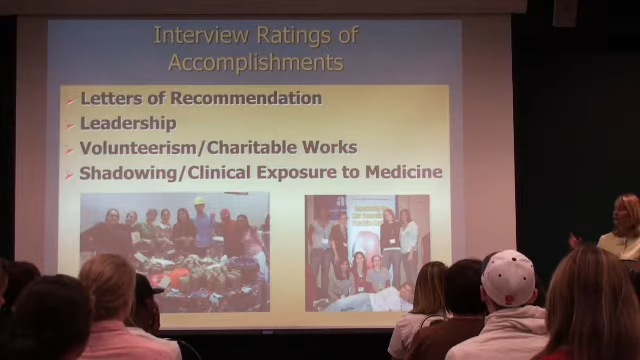 Interview Ratings of
Accomplishments
Letters of Recommendation
Leadership
Volunteerism/Charitable Works
Shadowing/Clinical Exposure to Medicine